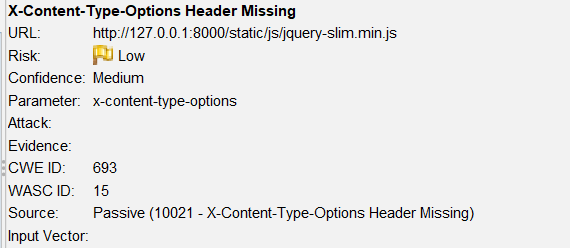 X-Content-Type-Options Header Missing
URL: http://127.0.0.1:8000/static/js/jquery-slim.min.js
Risk: Low
Confidence: Medium
Parameter: x-content-type-options
Attack:
Evidence:
CWE ID: 693
WASC ID: 15
Source: Passive (10021 - X-Content-Type-Options Header Missing)
Input Vector: